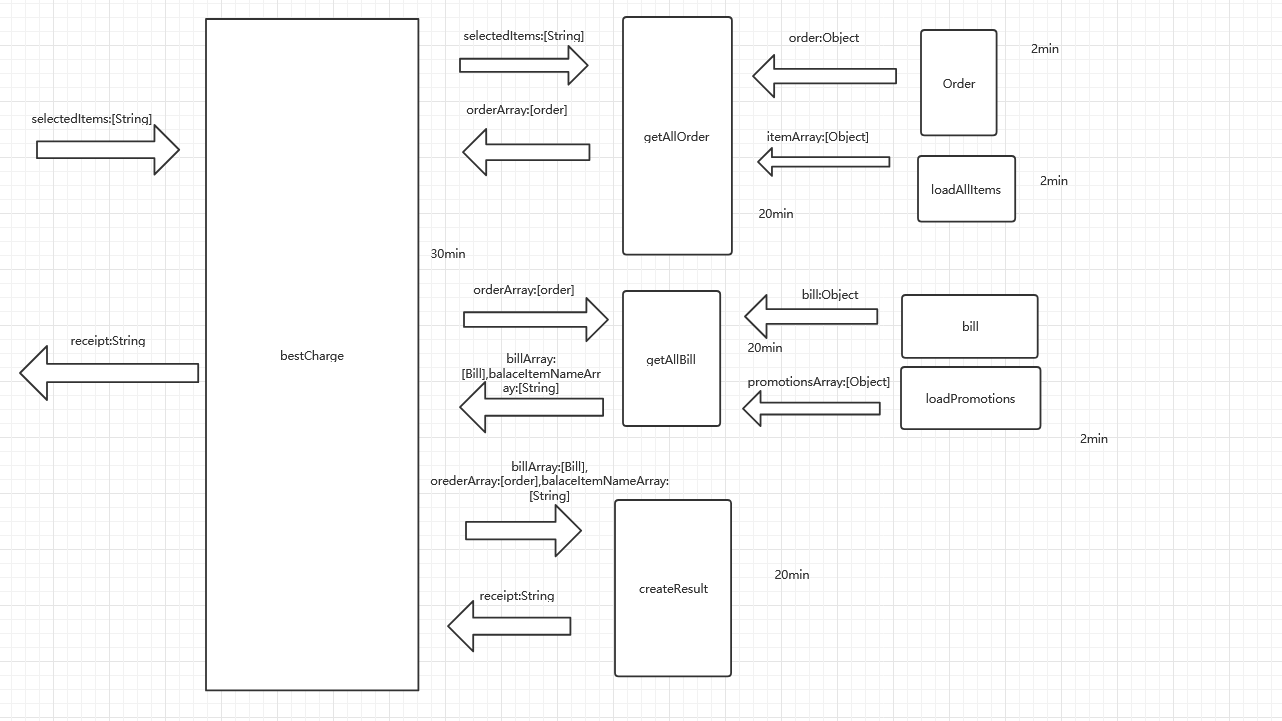 selectedItems:[String]
receipt:String
bestCharge
30min
selectedItems:[String]
orderArray:[order]
getAllOrder
order:Object
itemArray:[Object]
20min
Order
2min
loadAllItems
2min
orderArray:[order]
billArray:
[Bill],balaceItemNameArr
ay:[String]
getAllBill
bill:Object
20min
promotionsArray:[Object]
bill
loadPromotions
2min
billArray:[Bill],
orederArray:[order],balaceItemNameArray:
[String]
receipt:String
createResult
20min